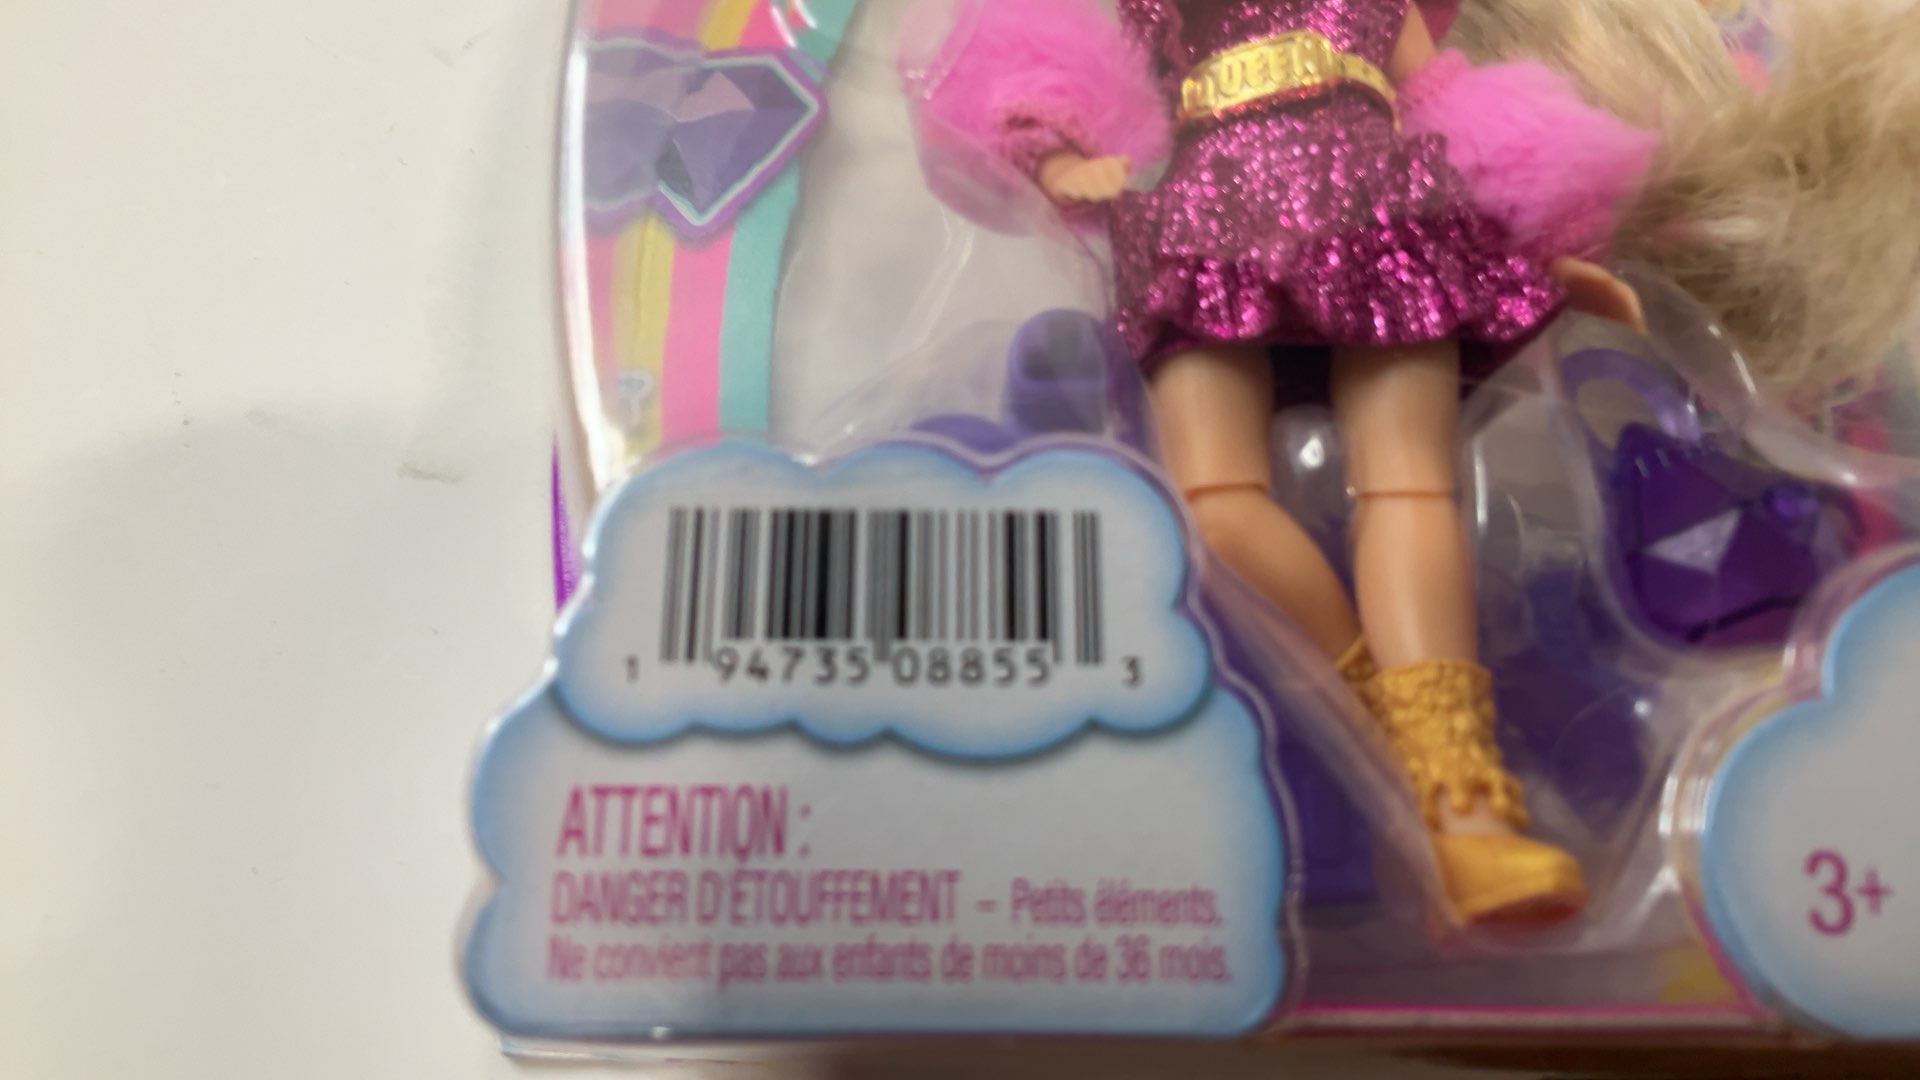 QUEEN
1 94735 08855 3
ATTENTION :
DANGER D'ÉTOUFFEMENT – Petits éléments.
Ne convient pas aux enfants de moins de 36 mois.
3+